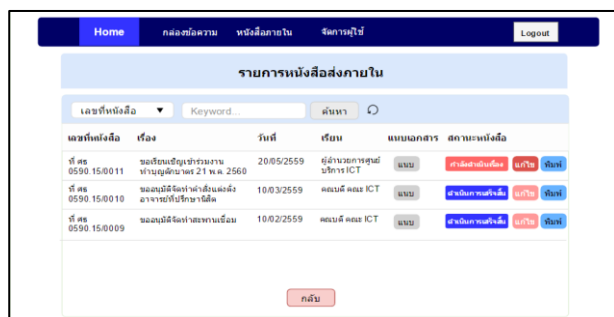 Home กล่องข้อความ หนังสือภายใน จัดการผู้ใช้ Logout
รายการหนังสือส่งภายใน
เลขที่หนังสือ ▼ Keyword... ค้นหา
เลขที่หนังสือ เรื่อง วันที่ เรียน แนบเอกสาร สถานะหนังสือ
ที่ ศธ ขอเรียนเชิญเข้าร่วมงาน 20/05/2559 ผู้อำนวยการศูนย์ แนบ กำลังดำเนินเรื่อง แก้ไข พิมพ์
0590.15/0011 ทำบุญตักบาตร 21 พ.ค. 2560 บริการ ICT
ที่ ศธ ขออนุมัติจัดทำคำสั่งแต่งตั้ง 10/03/2559 คณบดี คณะ ICT แนบ ดำเนินการเสร็จสิ้น แก้ไข พิมพ์
0590.15/0010 อาจารย์ที่ปรึกษานิสิต
ที่ ศธ ขออนุมัติจัดทำสะพานเชื่อม 10/02/2559 คณบดี คณะ ICT แนบ ดำเนินการเสร็จสิ้น แก้ไข พิมพ์
0590.15/0009
กลับ